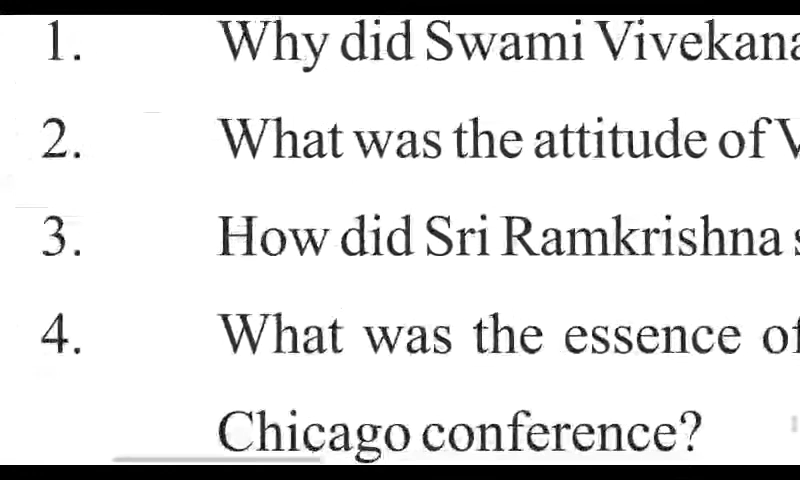 1. Why did Swami
2. What was the attitude of
3. How did Sri Ramkrishna
4. What was the essence of
Chicago conference?